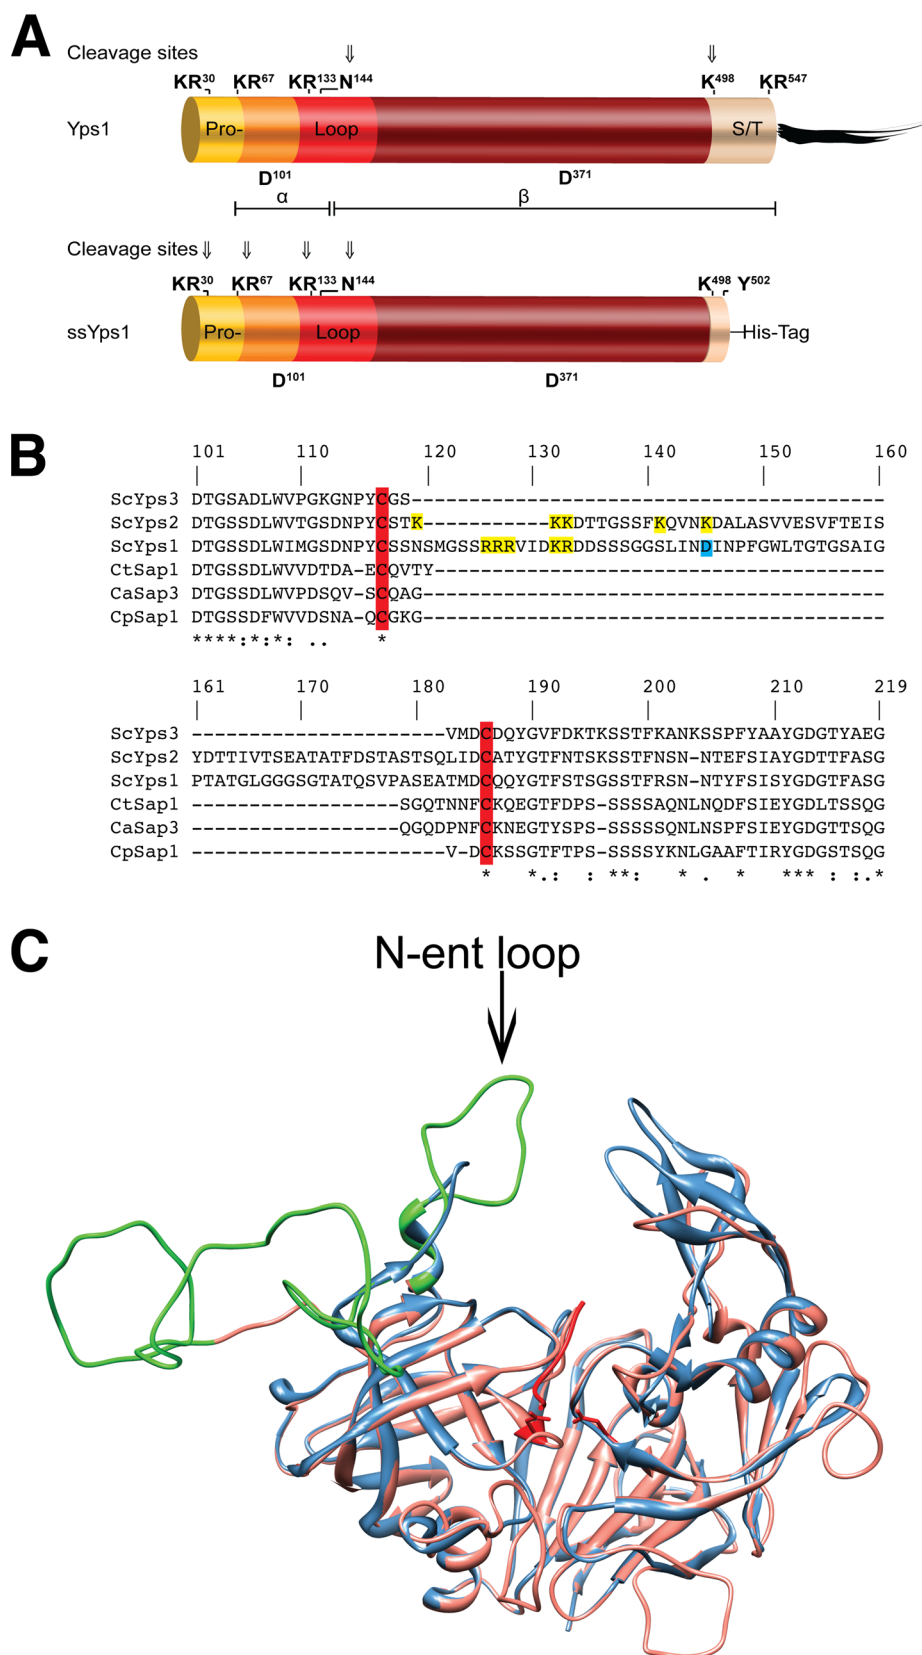 A
Cleavage sites ⇓ ⇓
KR30 KR67 KR133 N144 K498 KR547
Yps1 Pro- Loop S/T
D101 D371
α β
Cleavage sites ⇓ ⇓ ⇓ ⇓
KR30 KR67 KR133 N144 K498 Y502
ssYps1 Pro- Loop His-Tag
D101 D371
B
101 110 120 130 140 150 160
ScYps3 DTGSADLWVPGKGNPYCGS-----------------------------------------
ScYps2 DTGSSDLWVTGSDNPYCSTK-----------KKDTTGSSFKQVNKDALASVVESVFTEIS
ScYps1 DTGSSDLWIMGSDNPYCSSNSMGSSRRRVIDKRDDSSSGGSLINDINPFGWLTGTGSAIG
CtSap1 DTGSSDLWVVDTDA-ECQVTY---------------------------------------
CaSap3 DTGSSDLWVPDSQV-SCQAG----------------------------------------
CpSap1 DTGSSDFWVVDSNA-QCGKG----------------------------------------
****:*:*: .. *
161 170 180 190 200 210 219
ScYps3 ----------------------VMDCDQYGVFDKTKSSTFKANKSSPFYAAYGDGTYAEG
ScYps2 YDTTIVTSEATATFDSTASTSQLIDCATYGTFNTSKSSTFNSN-NTEFSIAYGDTTFASG
ScYps1 PTATGLGGGSGTATQSVPASEATMDCQQYGTFSTSGSSTFRSN-NTYFSISYGDGTFASG
CtSap1 ------------------SGQTNNFCKQEGTFDPS-SSSSAQNLNQDFSIEYGDLTSSQG
CaSap3 ------------------QGQDPNFCKNEGTYSPS-SSSSSQNLNSPFSIEYGDGTTSQG
CpSap1 ----------------------V-DCKSSGTFTPS-SSSSYKNLGAAFTIRYGDGSTSQG
* *.: : **: * . * *** : :.*
C
N-ent loop